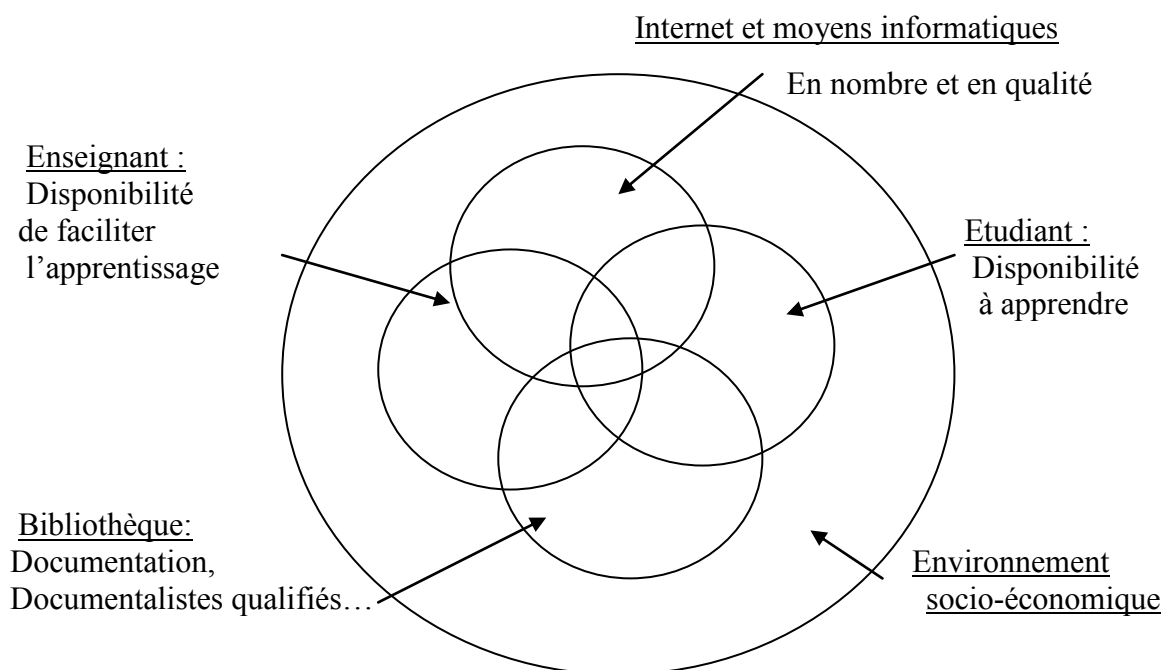 Internet et moyens informatiques
En nombre et en qualité
Enseignant :
Disponibilité
de faciliter
l’apprentissage
Etudiant :
Disponibilité
à apprendre
Bibliothèque:
Documentation,
Documentalistes qualifiés…
Environnement
socio-économique